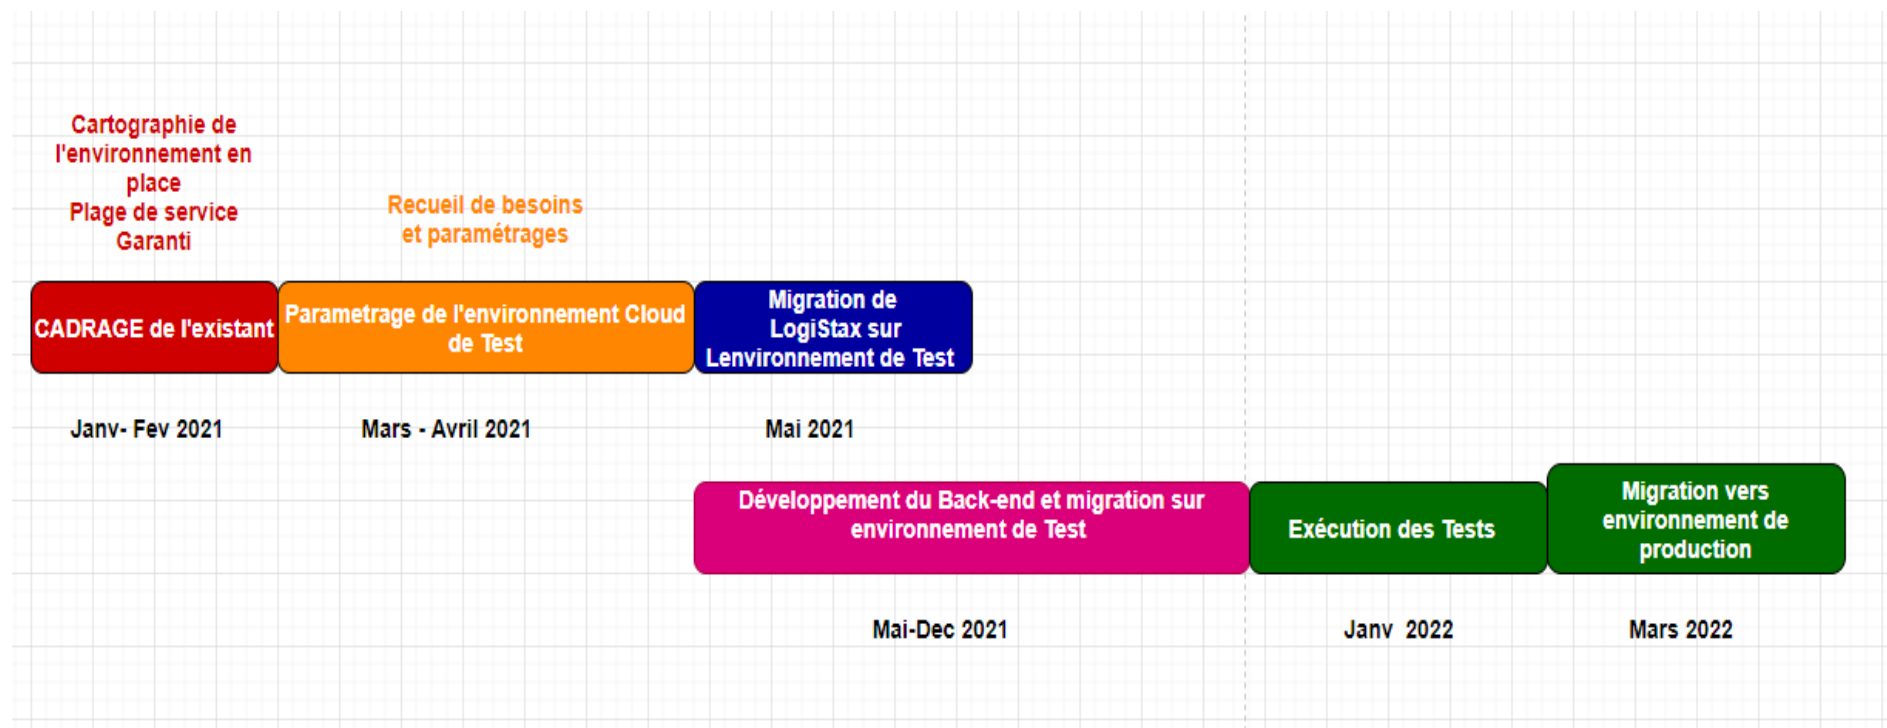 Cartographie de
l'environnement en
place
Plage de service
Garanti
Recueil de besoins
et paramétrages
CADRAGE de l'existant
Parametrage de l'environnement Cloud
de Test
Migration de
LogiStax sur
Lenvironnement de Test
Janv- Fev 2021
Mars - Avril 2021
Mai 2021
Développement du Back-end et migration sur
environnement de Test
Exécution des Tests
Migration vers
environnement de
production
Mai-Dec 2021
Janv  2022
Mars 2022